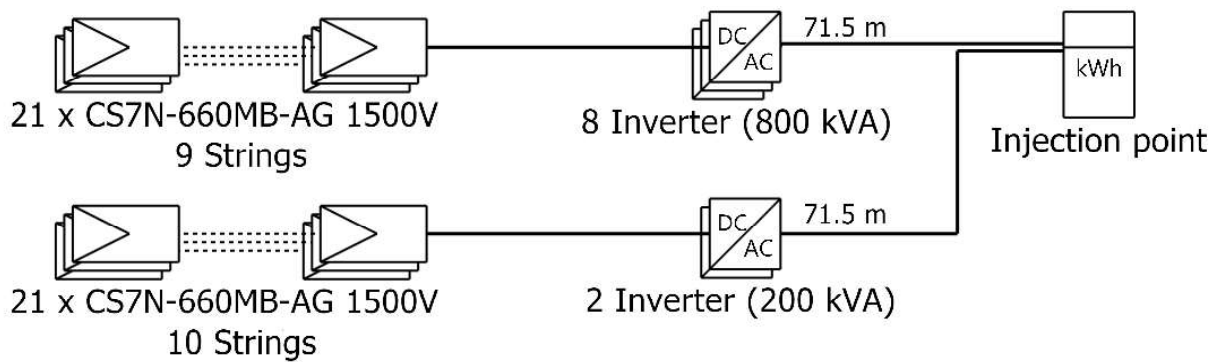 DC
AC
71.5 m
kWh
21 x CS7N-660MB-AG 1500V
9 Strings
8 Inverter (800 kVA)
Injection point
DC
AC
71.5 m
21 x CS7N-660MB-AG 1500V
10 Strings
2 Inverter (200 kVA)